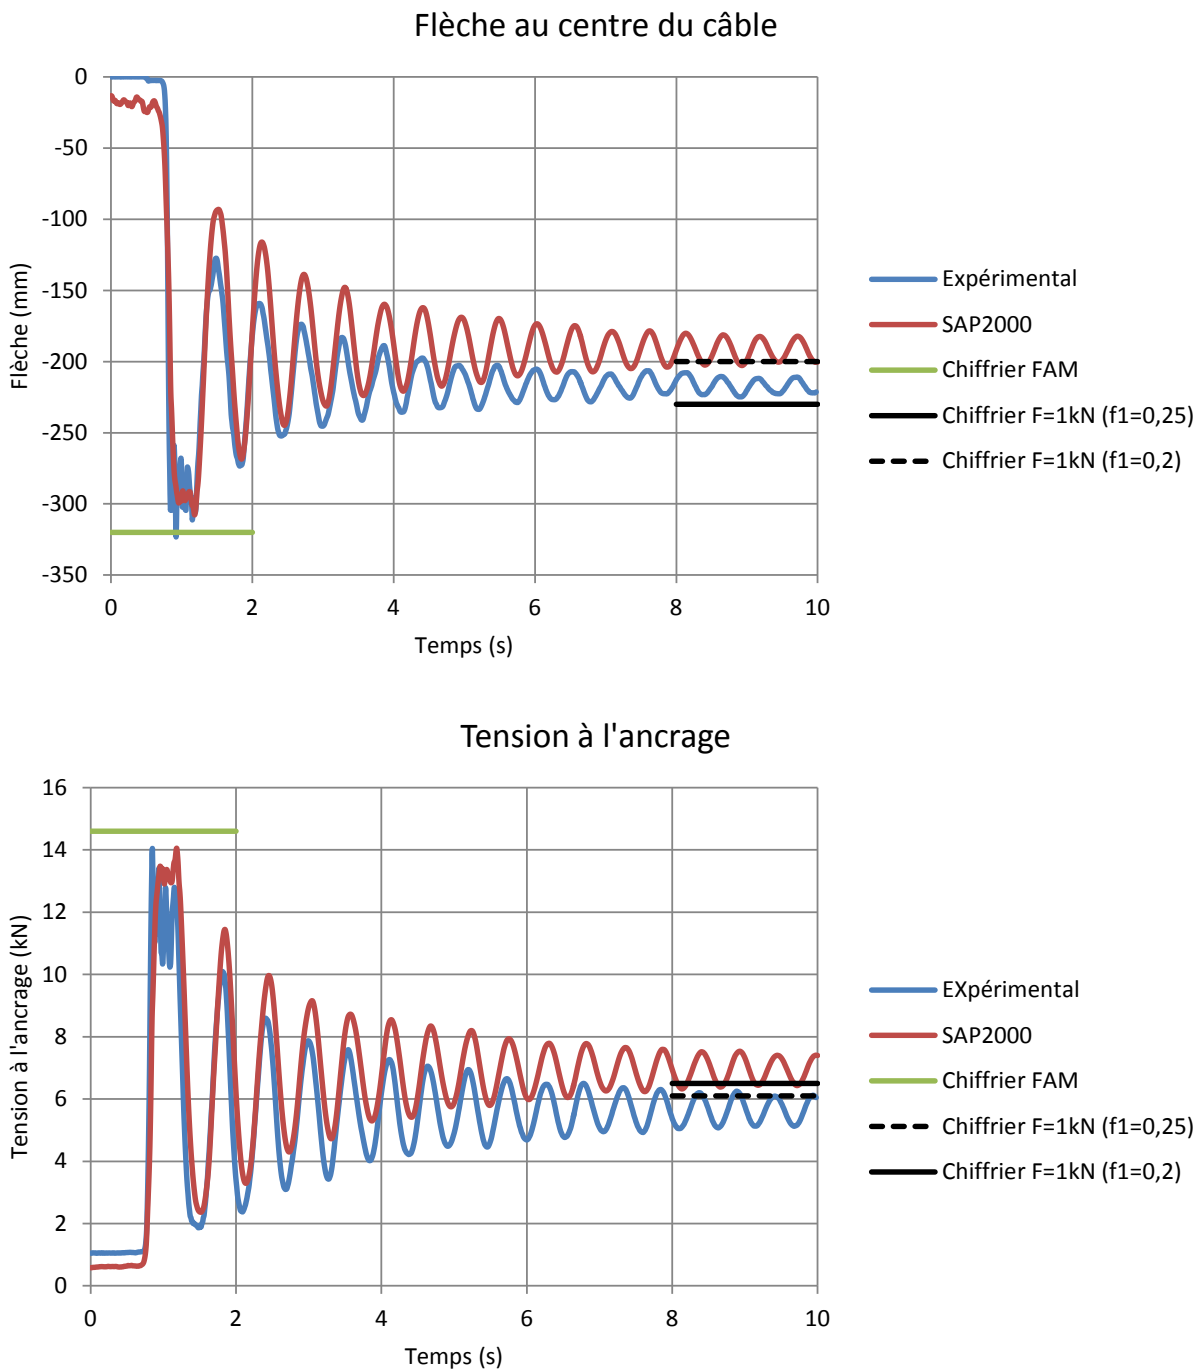 Flèche au centre du câble
0
-50
-100
-150
-200
-250
-300
-350
Flèche (mm)
0 2 4 6 8 10
Temps (s)
Expérimental
SAP2000
Chiffrier FAM
Chiffrier F=1kN (f1=0,25)
Chiffrier F=1kN (f1=0,2)
Tension à l'ancrage
16
14
12
10
8
6
4
2
0
Tension à l'ancrage (kN)
0 2 4 6 8 10
Temps (s)
EXpérimental
SAP2000
Chiffrier FAM
Chiffrier F=1kN (f1=0,25)
Chiffrier F=1kN (f1=0,2)